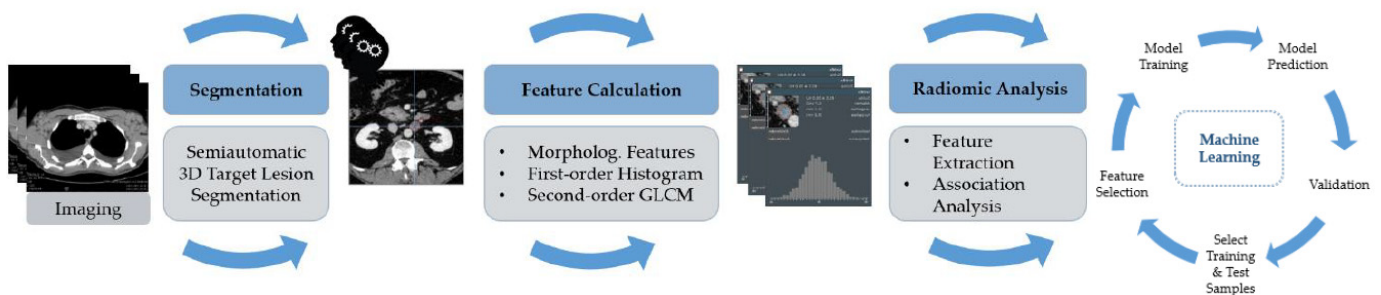 Imaging
Segmentation
Semiautomatic
3D Target Lesion
Segmentation
Feature Calculation
• Morpholog. Features
• First-order Histogram
• Second-order GLCM
Radiomic Analysis
• Feature
Extraction
• Association
Analysis
Model
Training
Model
Prediction
Machine
Learning
Feature
Selection
Validation
Select
Training
& Test
Samples